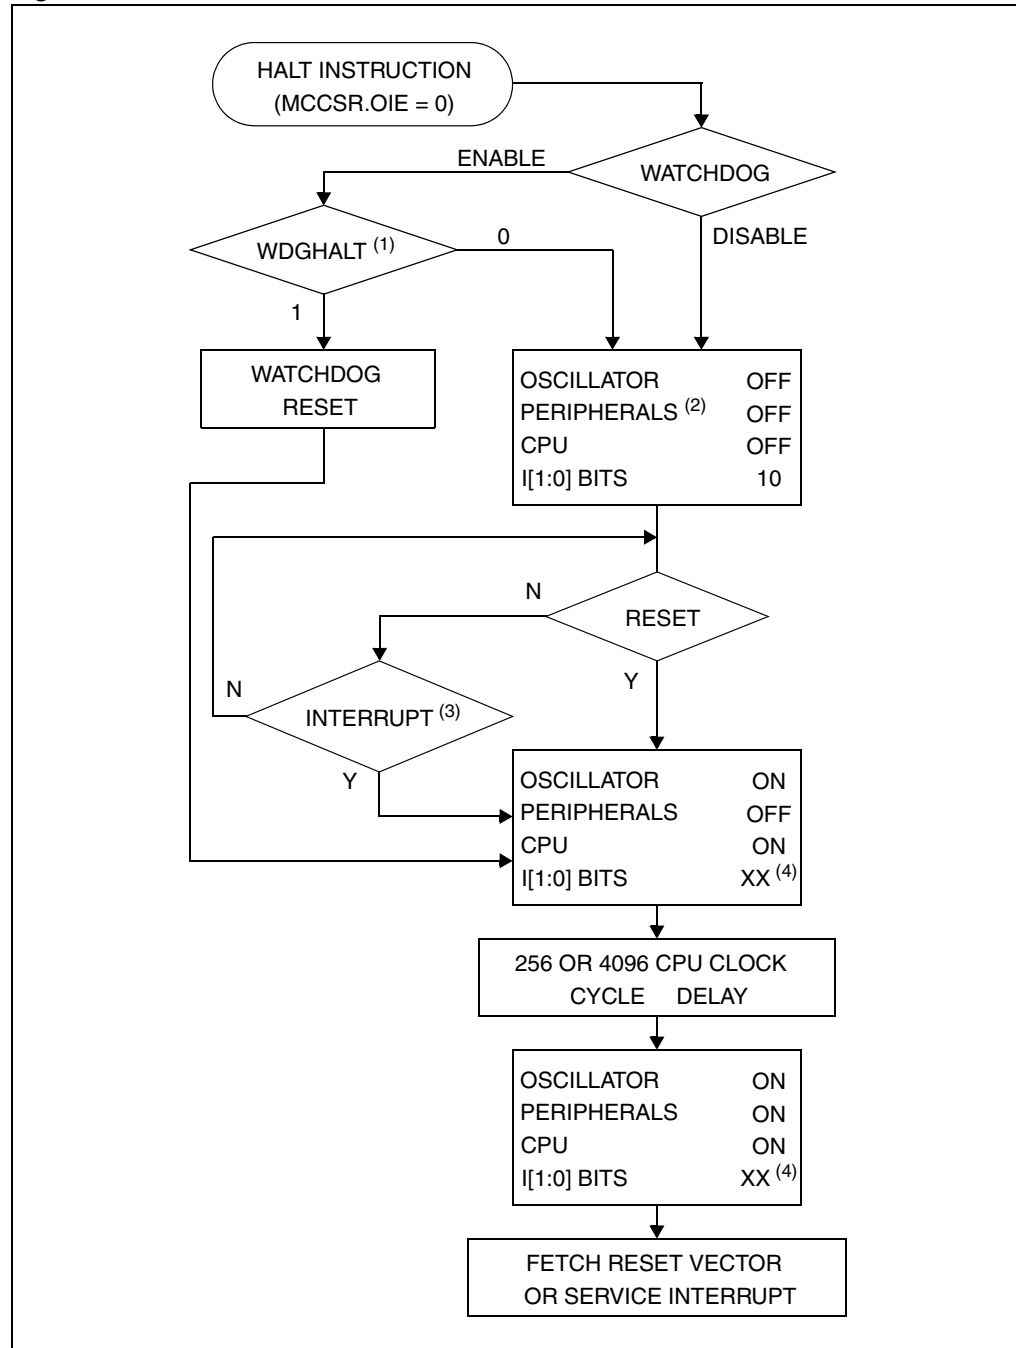 HALT INSTRUCTION
(MCCSR.OIE = 0)
ENABLE
WATCHDOG
WDGHALT (1)
0
DISABLE
1
WATCHDOG
RESET
OSCILLATOR OFF
PERIPHERALS (2) OFF
CPU OFF
I[1:0] BITS 10
N
RESET
Y
N
INTERRUPT (3)
Y
OSCILLATOR ON
PERIPHERALS OFF
CPU ON
I[1:0] BITS XX (4)
256 OR 4096 CPU CLOCK
CYCLE DELAY
OSCILLATOR ON
PERIPHERALS ON
CPU ON
I[1:0] BITS XX (4)
FETCH RESET VECTOR
OR SERVICE INTERRUPT